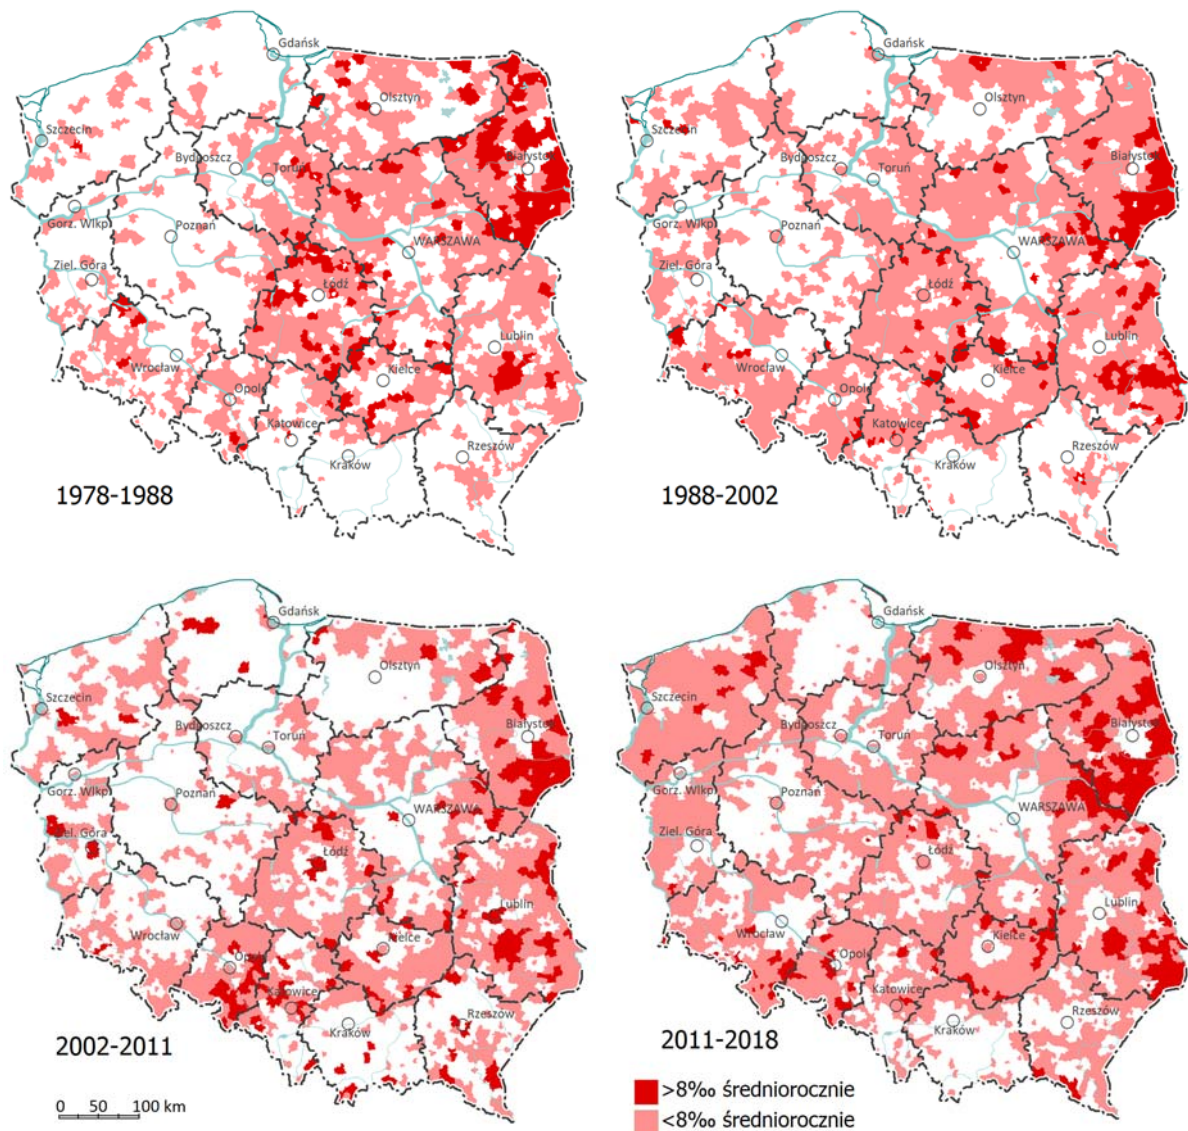 Gdańsk
Olsztyn
Szczecin
Bydgoszcz
Toruń
Białystok
Gorz. Wlkp.
Poznań
WARSZAWA
Ziel. Góra
Łódź
Lublin
Wrocław
Opole
Kielce
Katowice
Kraków
Rzeszów
1978-1988
Gdańsk
Olsztyn
Szczecin
Bydgoszcz
Toruń
Białystok
Gorz. Wlkp.
Poznań
WARSZAWA
Ziel. Góra
Łódź
Lublin
Wrocław
Opole
Kielce
Katowice
Kraków
Rzeszów
1988-2002
Gdańsk
Olsztyn
Szczecin
Bydgoszcz
Toruń
Białystok
Gorz. Wlkp.
Poznań
WARSZAWA
Ziel. Góra
Łódź
Lublin
Wrocław
Opole
Kielce
Katowice
Kraków
Rzeszów
2002-2011
0 50 100 km
Gdańsk
Olsztyn
Szczecin
Bydgoszcz
Toruń
Białystok
Gorz. Wlkp.
Poznań
WARSZAWA
Ziel. Góra
Łódź
Lublin
Wrocław
Opole
Kielce
Katowice
Kraków
Rzeszów
2011-2018
>8‰ średniorocznie
<8‰ średniorocznie